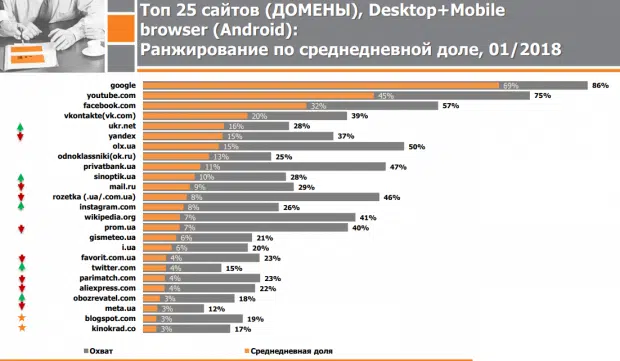 Топ 25 сайтов (ДОМЕНЫ), Desktop+Mobile
browser (Android):
Ранжирование по среднедневной доле, 01/2018
google 69% 86%
youtube.com 45% 75%
facebook.com 32% 57%
vkontakte(vk.com) 20% 39%
ukr.net 16% 28%
yandex 15% 37%
olx.ua 15% 50%
odnoklassniki(ok.ru) 13% 25%
privatbank.ua 11% 47%
sinoptik.ua 10% 28%
mail.ru 9% 29%
rozetka (.ua/.com.ua) 8% 46%
instagram.com 8% 26%
wikipedia.org 7% 41%
prom.ua 7% 40%
gismeteo.ua 6% 21%
i.ua 6% 20%
favorit.com.ua 4% 23%
twitter.com 4% 15%
parimatch.com 4% 23%
aliexpress.com 4% 22%
obozrevatel.com 3% 18%
meta.ua 3% 12%
blogspot.com 3% 19%
kinokrad.co 3% 17%
Охват Среднедневная доля